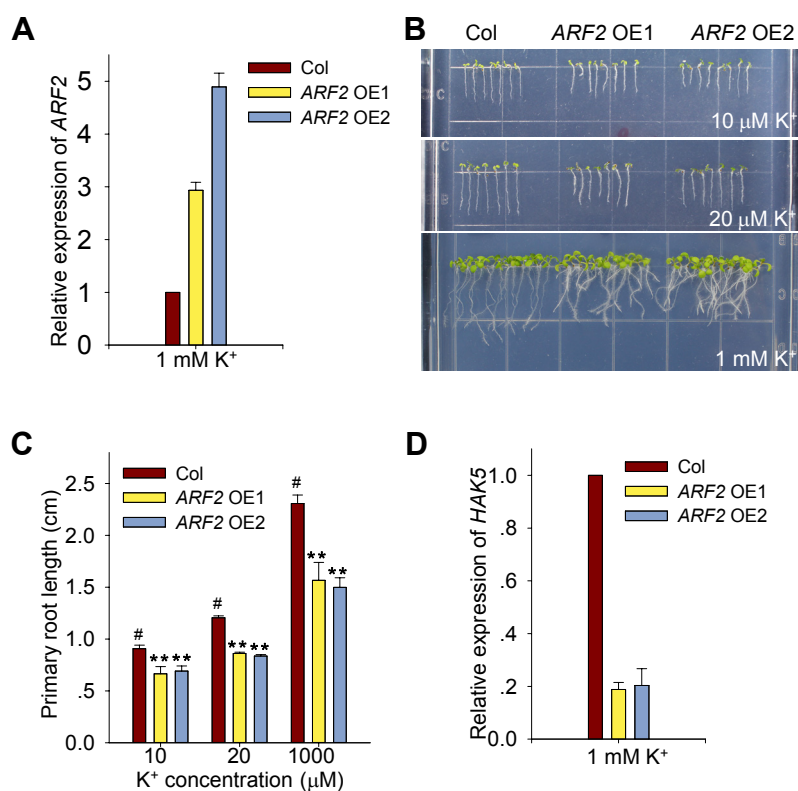 A
Relative expression of ARF2
5
4
3
2
1
0
Col
ARF2 OE1
ARF2 OE2
1 mM K⁺
B
Col ARF2 OE1 ARF2 OE2
10 μM K⁺
20 μM K⁺
1 mM K⁺
C
Primary root length (cm)
2.5
2.0
1.5
1.0
.5
0.0
Col
ARF2 OE1
ARF2 OE2
#
** **
#
** **
#
** **
10 20 1000
K⁺ concentration (μM)
D
Relative expression of HAK5
1.0
.8
.6
.4
.2
0.0
Col
ARF2 OE1
ARF2 OE2
1 mM K⁺